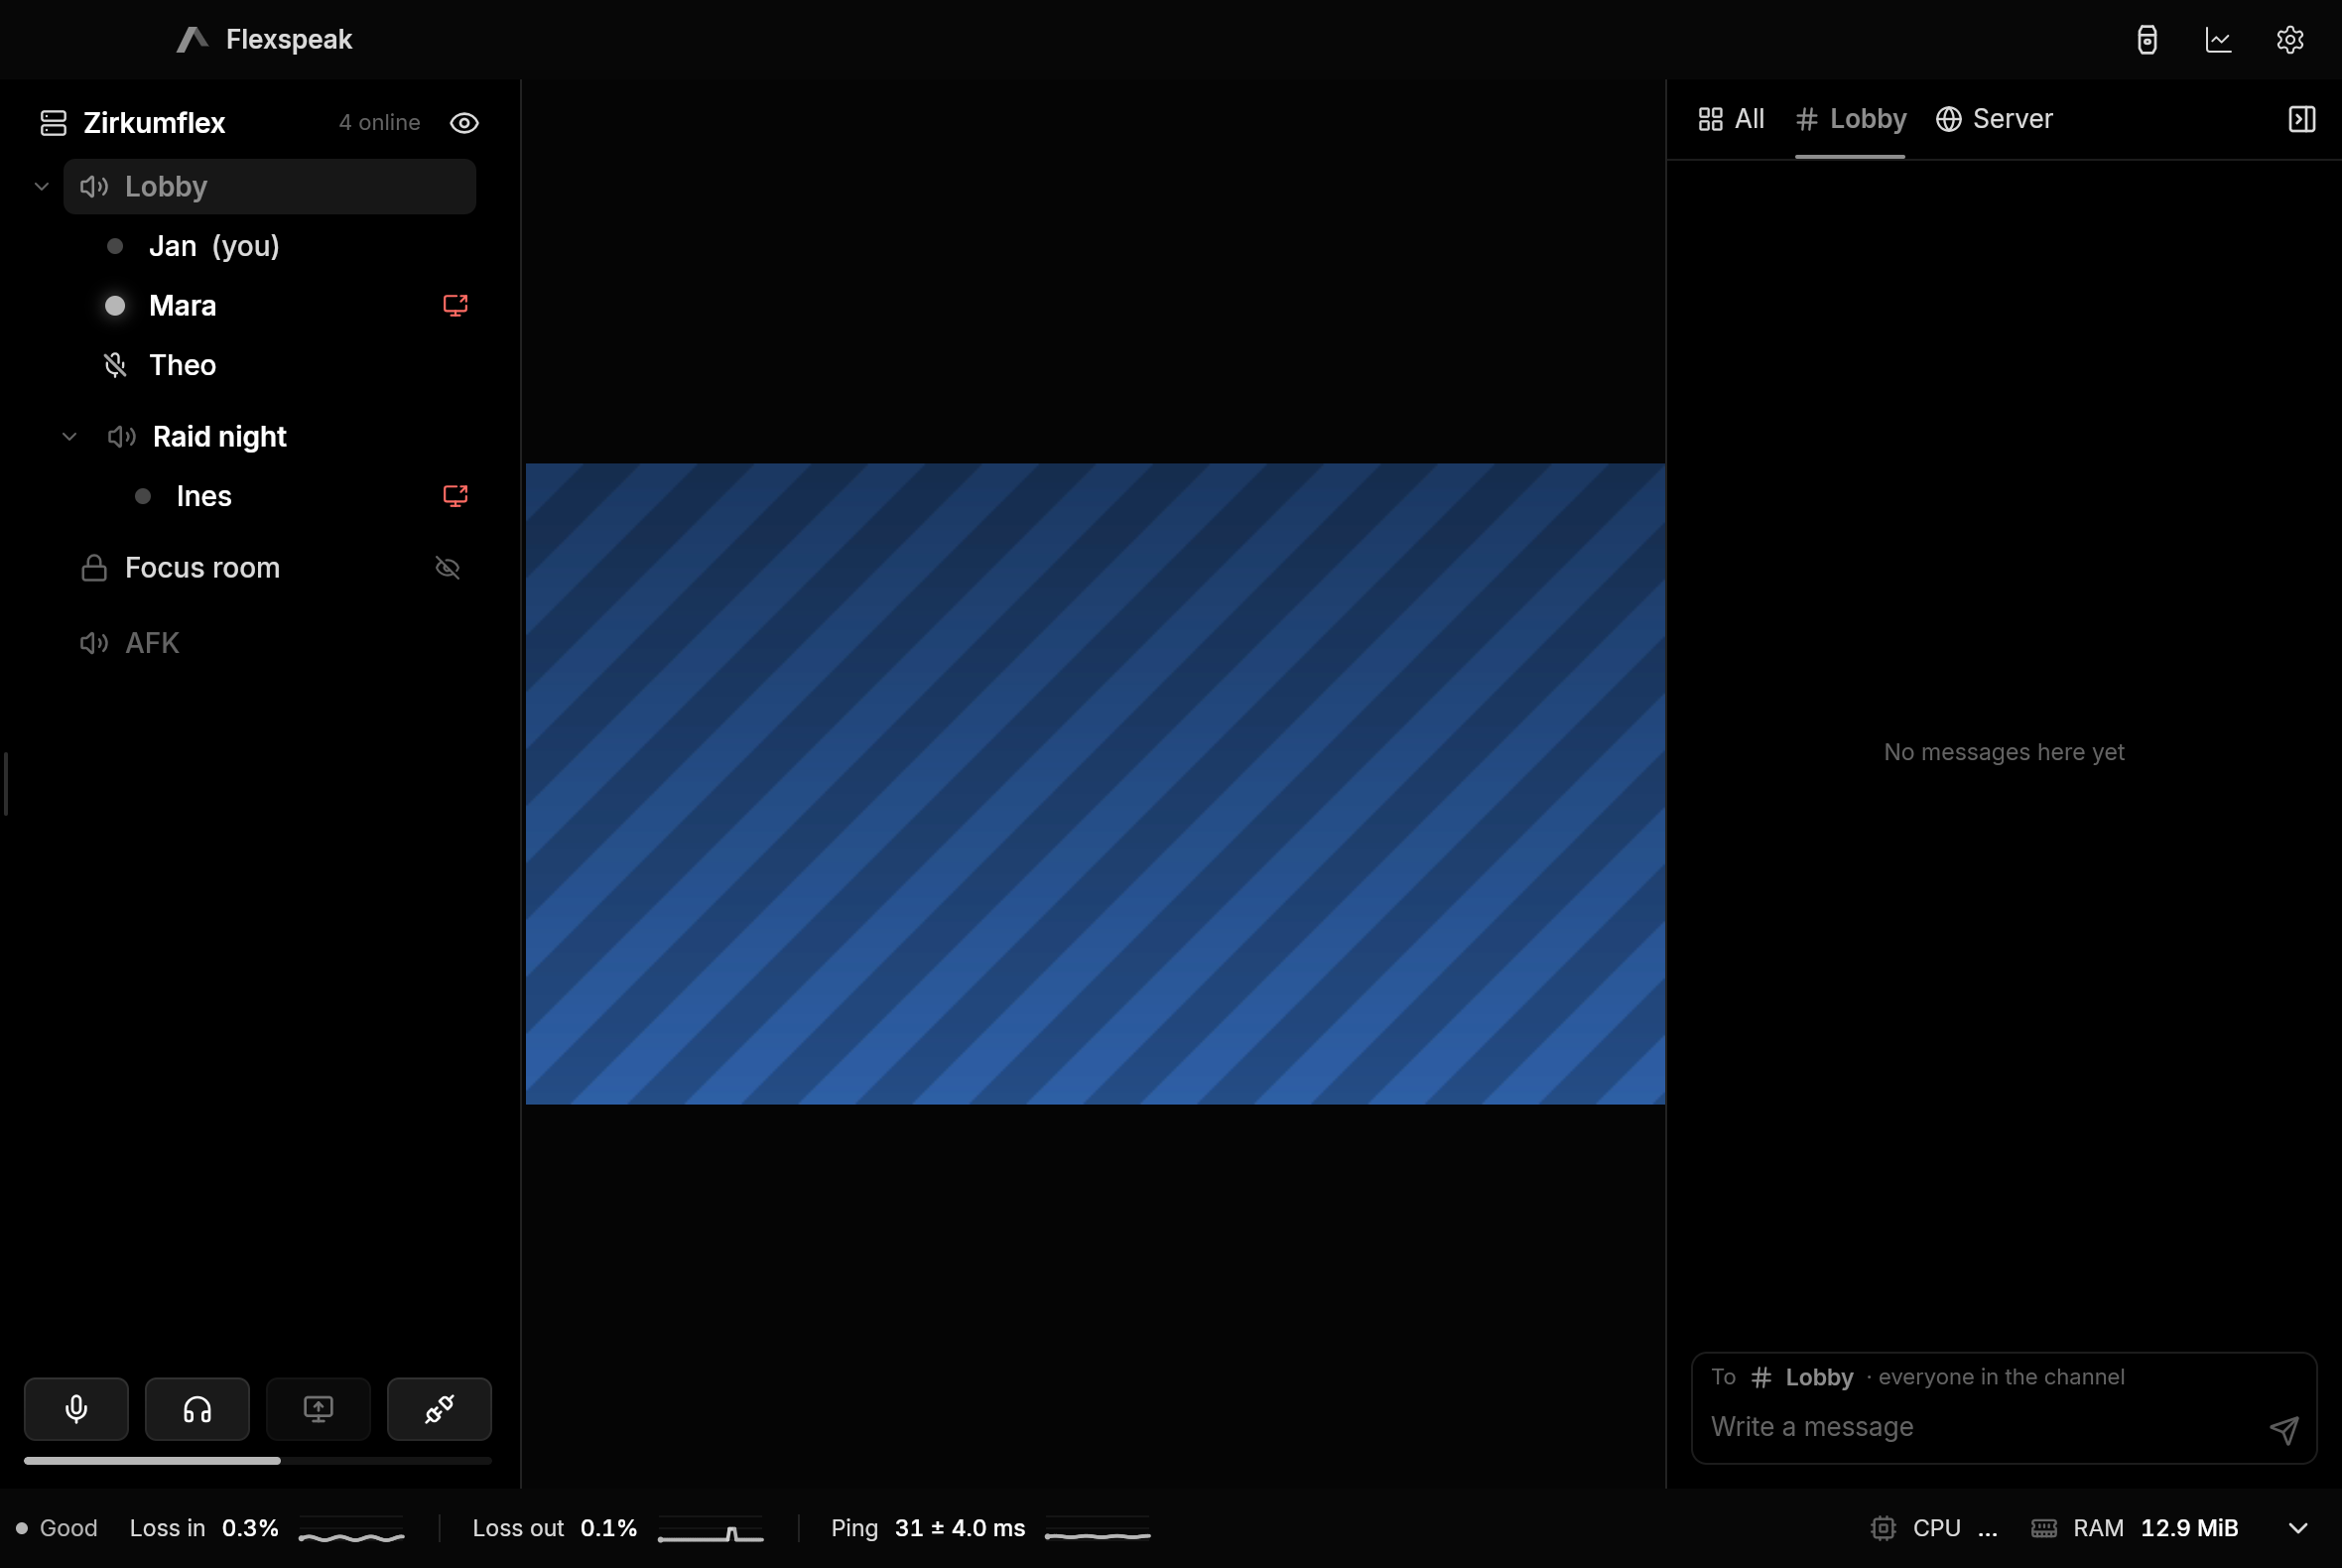 Flexspeak
Zirkumflex 4 online
Lobby
Jan (you)
Mara
Theo
Raid night
Ines
Focus room
AFK
All # Lobby Server
No messages here yet
To # Lobby · everyone in the channel
Write a message
Good Loss in 0.3% Loss out 0.1% Ping 31 ± 4.0 ms CPU ... RAM 12.9 MiB